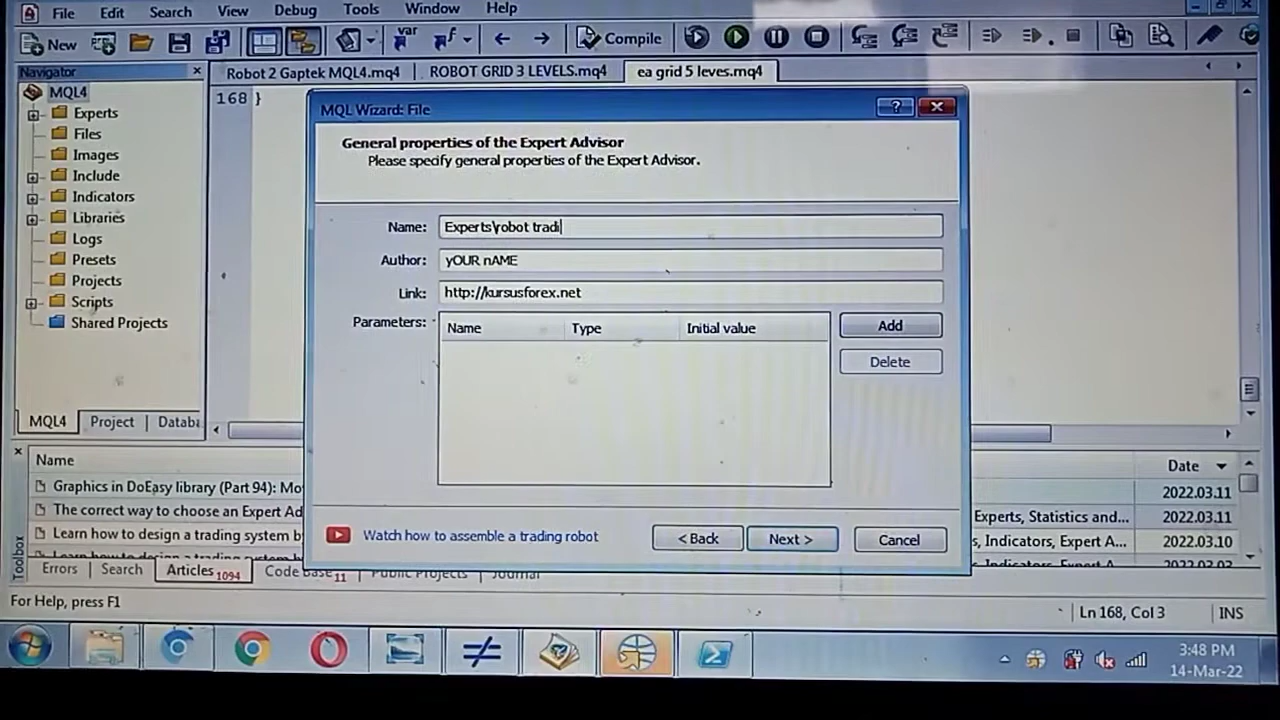 File Edit Search View Debug Tools Window Help
New var f Compile
Navigator
Robot 2 Gaptek MQL4.mq4 ROBOT GRID 3 LEVELS.mq4 ea grid 5 leves.mq4
MQL4
168 }
Experts
Files
Images
Include
Indicators
Libraries
Logs
Presets
Projects
Scripts
Shared Projects
MQL4 Project Datab
MQL Wizard: File
General properties of the Expert Advisor
Please specify general properties of the Expert Advisor.
Name: Experts\robot tradi
Author: yOUR nAME
Link: http://kursusforex.net
Parameters: Name Type Initial value
Add
Delete
Watch how to assemble a trading robot
< Back Next > Cancel
Toolbox
Name Date
Graphics in DoEasy library (Part 94): Mo 2022.03.11
The correct way to choose an Expert Ad Experts, Statistics and... 2022.03.11
Learn how to design a trading system b s, Indicators, Expert A... 2022.03.10
Errors Search Articles 1094 Code Base 11 Public Projects Journal
For Help, press F1 Ln 168, Col 3 INS
3:48 PM
14-Mar-22